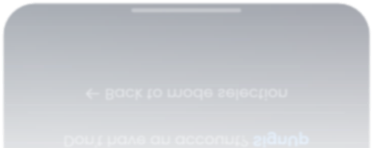 ← Back to mode selection
Don't have an account? SignUp